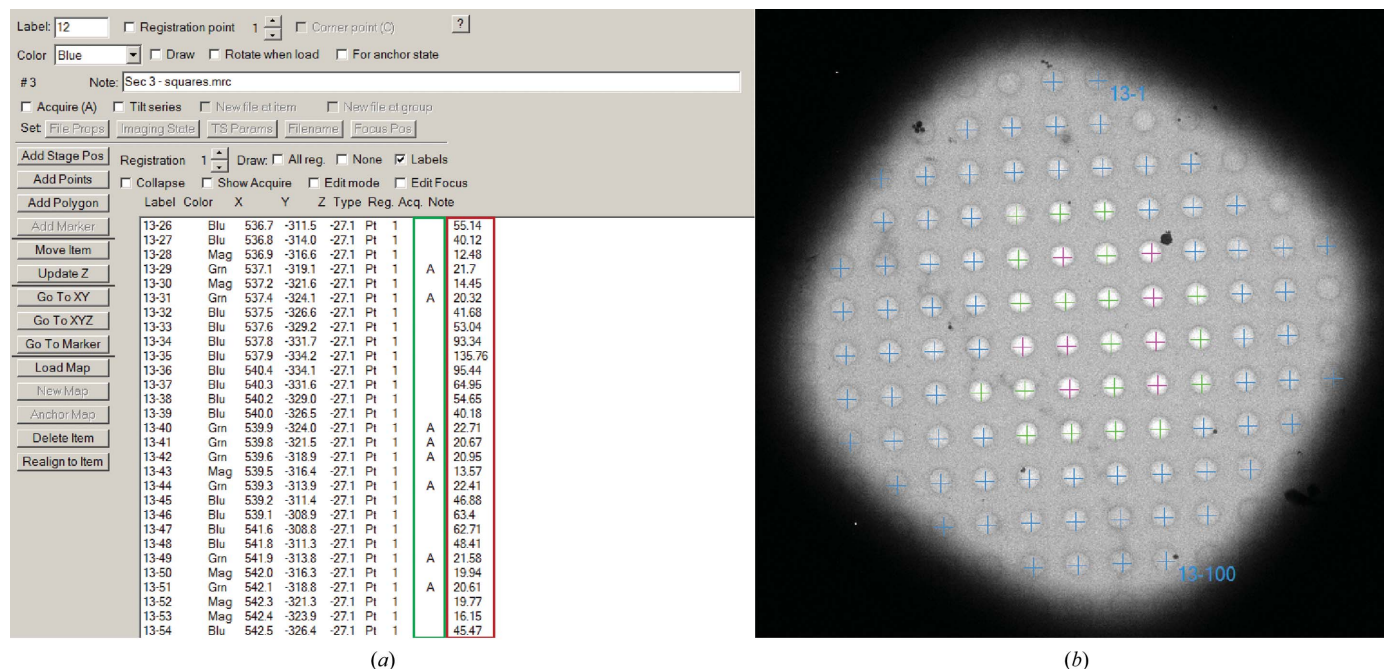 Label: 12 Registration point 1 Corner point (C) ?
Color Blue Draw Rotate when load For anchor state
# 3 Note: Sec 3 - squares.mrc
Acquire (A) Tilt series New file at item New file at group
Set: File Props Imaging State TS Params Filename Focus Pos
Add Stage Pos
Add Points
Add Polygon
Add Marker
Move Item
Update Z
Go To XY
Go To XYZ
Go To Marker
Load Map
New Map
Anchor Map
Delete Item
Realign to Item
Registration 1 Draw: All reg. None Labels
Collapse Show Acquire Edit mode Edit Focus
Label Color X Y Z Type Reg. Acq. Note
13-26 Blu 536.7 -311.5 -27.1 Pt 1 55.14
13-27 Blu 536.8 -314.0 -27.1 Pt 1 40.12
13-28 Mag 536.9 -316.6 -27.1 Pt 1 12.48
13-29 Grn 537.1 -319.1 -27.1 Pt 1 A 21.7
13-30 Mag 537.2 -321.6 -27.1 Pt 1 14.45
13-31 Grn 537.4 -324.1 -27.1 Pt 1 A 20.32
13-32 Blu 537.5 -326.6 -27.1 Pt 1 41.68
13-33 Blu 537.6 -329.2 -27.1 Pt 1 53.04
13-34 Blu 537.8 -331.7 -27.1 Pt 1 93.34
13-35 Blu 537.9 -334.2 -27.1 Pt 1 135.76
13-36 Blu 540.4 -334.1 -27.1 Pt 1 95.44
13-37 Blu 540.3 -331.6 -27.1 Pt 1 64.95
13-38 Blu 540.2 -329.0 -27.1 Pt 1 54.65
13-39 Blu 540.0 -326.5 -27.1 Pt 1 40.18
13-40 Grn 539.9 -324.0 -27.1 Pt 1 A 22.71
13-41 Grn 539.8 -321.5 -27.1 Pt 1 A 20.67
13-42 Grn 539.6 -318.9 -27.1 Pt 1 A 20.95
13-43 Mag 539.5 -316.4 -27.1 Pt 1 13.57
13-44 Grn 539.3 -313.9 -27.1 Pt 1 A 22.41
13-45 Blu 539.2 -311.4 -27.1 Pt 1 46.88
13-46 Blu 539.1 -308.9 -27.1 Pt 1 63.4
13-47 Blu 541.6 -308.8 -27.1 Pt 1 62.71
13-48 Blu 541.8 -311.3 -27.1 Pt 1 48.41
13-49 Grn 541.9 -313.8 -27.1 Pt 1 A 21.58
13-50 Mag 542.0 -316.3 -27.1 Pt 1 19.94
13-51 Grn 542.1 -318.8 -27.1 Pt 1 A 20.61
13-52 Mag 542.3 -321.3 -27.1 Pt 1 19.77
13-53 Mag 542.4 -323.9 -27.1 Pt 1 16.15
13-54 Blu 542.5 -326.4 -27.1 Pt 1 45.47
(a)
13-1
13-100
(b)